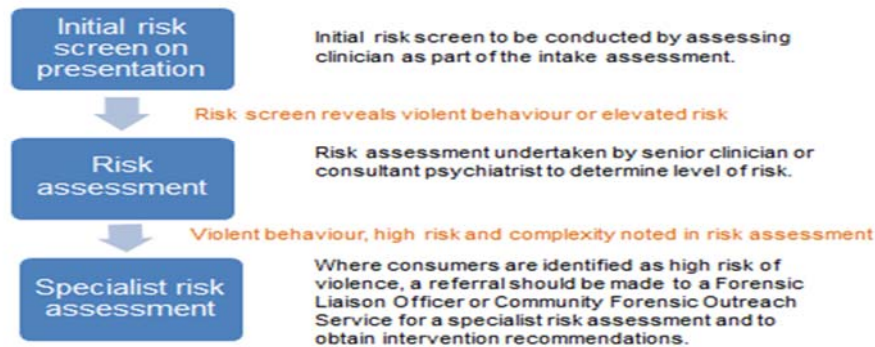 Initial risk
screen on
presentation
Initial risk screen to be conducted by assessing
clinician as part of the intake assessment.
Risk screen reveals violent behaviour or elevated risk
Risk
assessment
Risk assessment undertaken by senior clinician or
consultant psychiatrist to determine level of risk.
Violent behaviour, high risk and complexity noted in risk assessment
Specialist risk
assessment
Where consumers are identified as high risk of
violence, a referral should be made to a Forensic
Liaison Officer or Community Forensic Outreach
Service for a specialist risk assessment and to
obtain intervention recommendations.